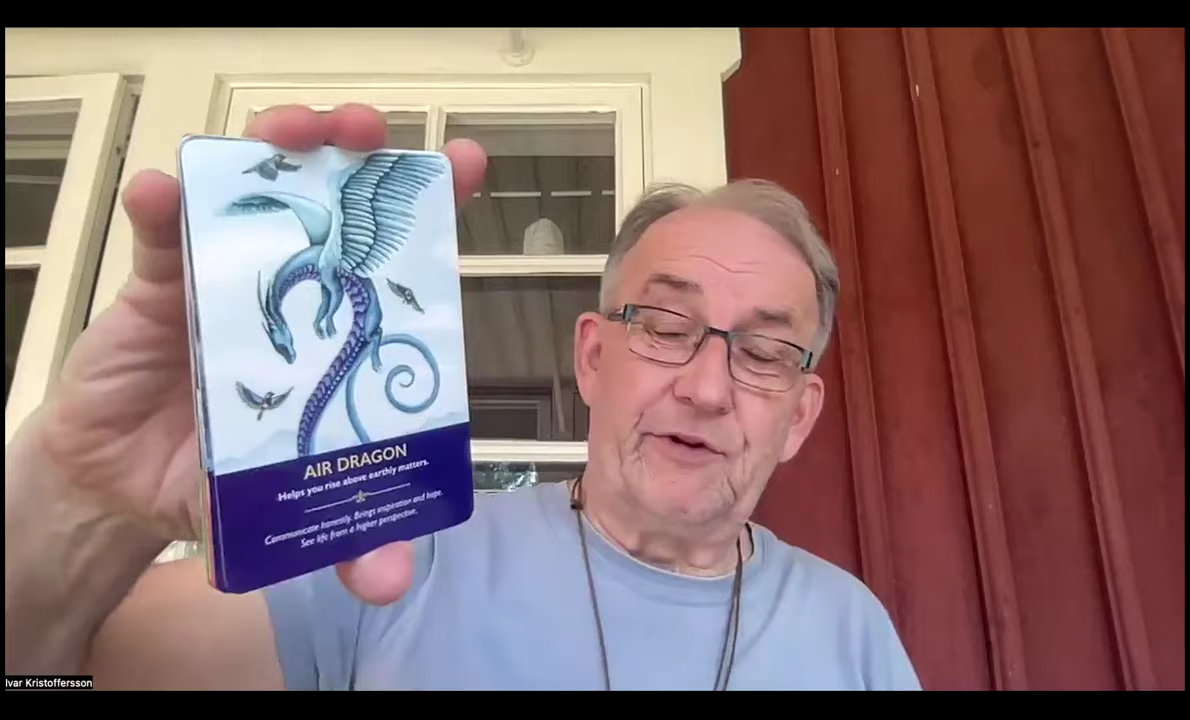 AIR DRAGON
Helps you rise above earthly matters.
Communicate honestly. Brings inspiration and hope.
See life from a higher perspective.
Ivar Kristoffersson